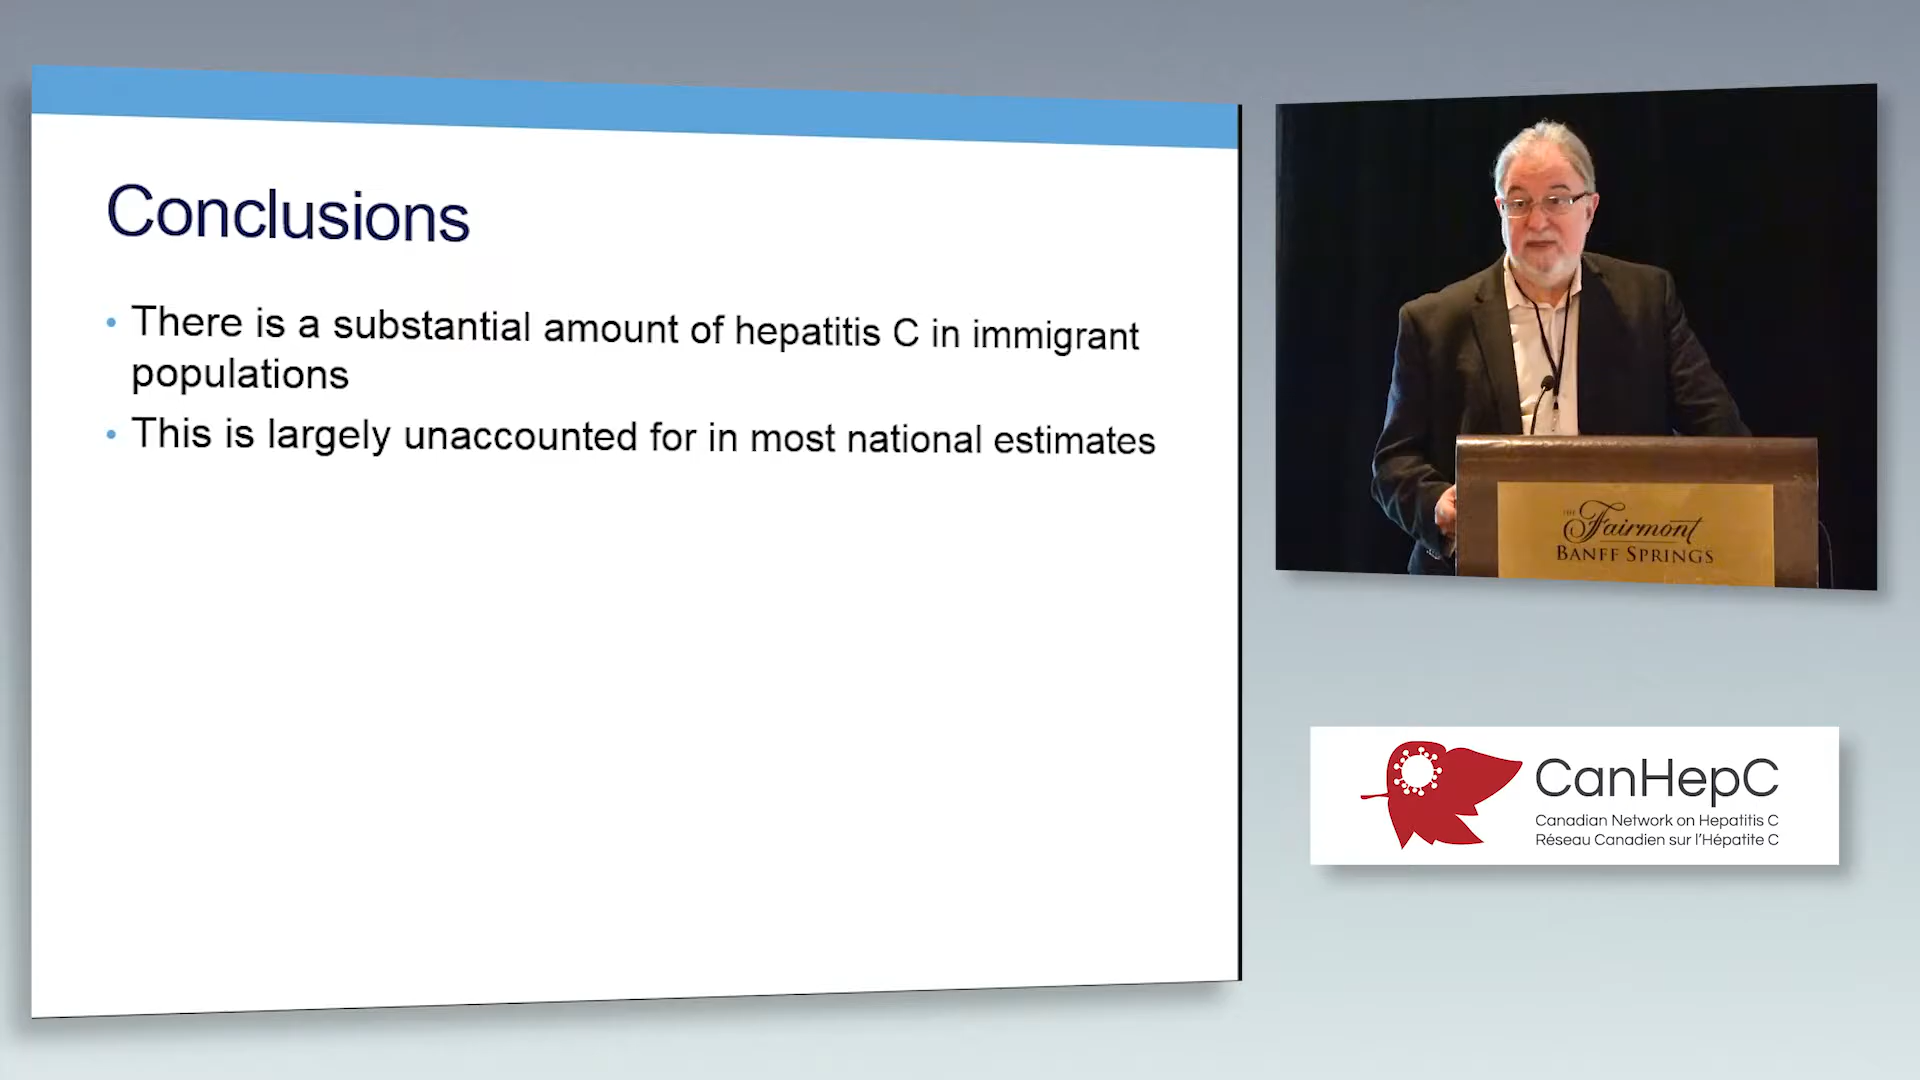 Conclusions
• There is a substantial amount of hepatitis C in immigrant
populations
• This is largely unaccounted for in most national estimates
THE Fairmont
BANFF SPRINGS
CanHepC
Canadian Network on Hepatitis C
Réseau Canadien sur l'Hépatite C